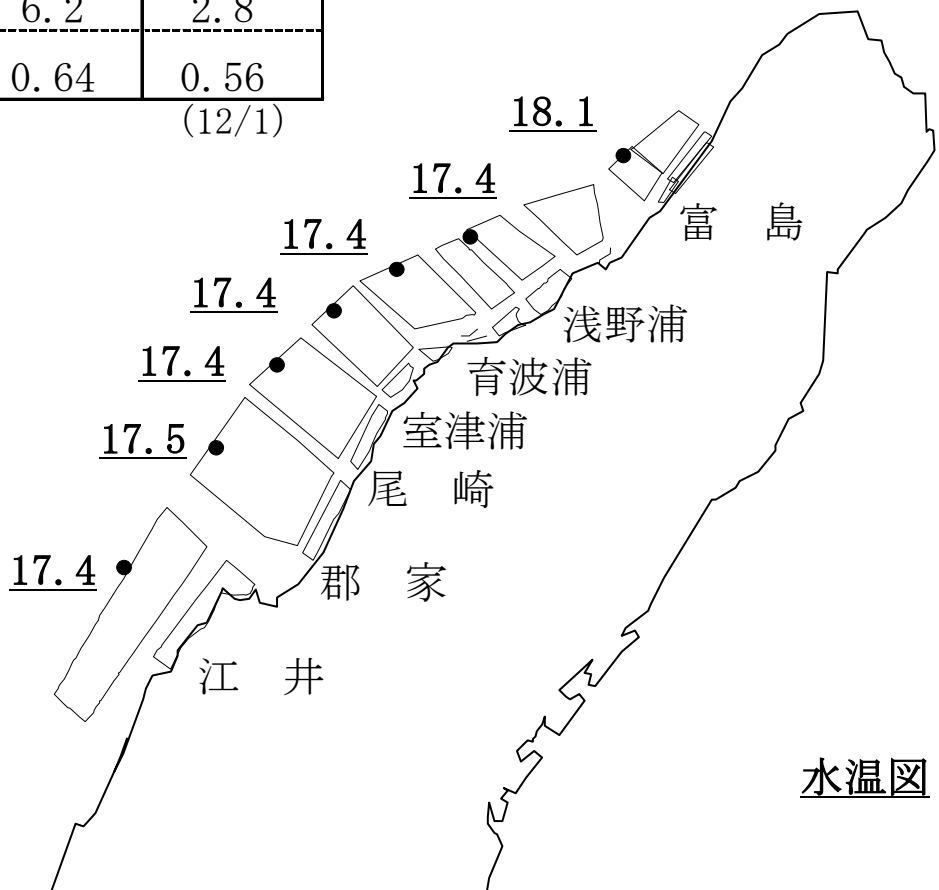 6.2 2.8
0.64 0.56
(12/1)
18.1
17.4
富 島
17.4
17.4
浅野浦
17.4
育波浦
17.5
室津浦
尾 崎
17.4
郡 家
江 井
水温図